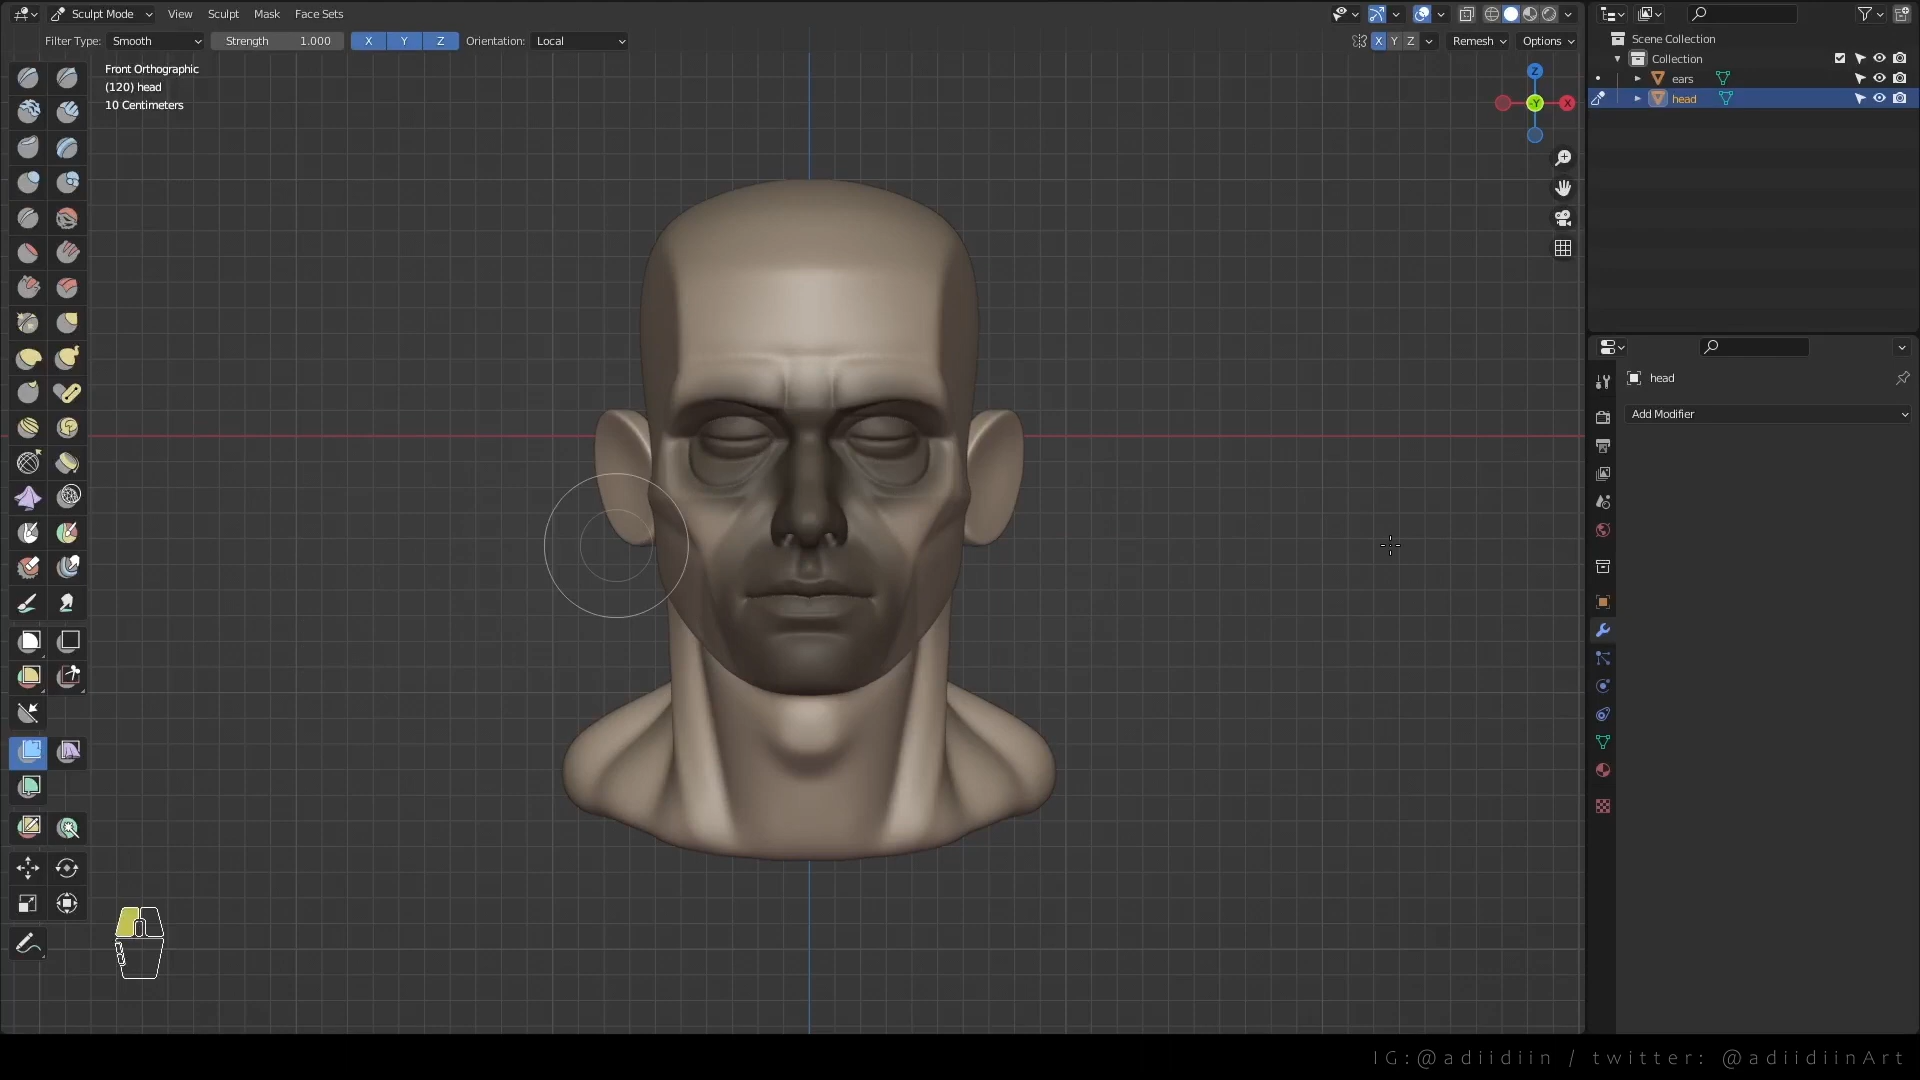 Sculpt Mode View Sculpt Mask Face Sets
Filter Type: Smooth Strength 1.000 X Y Z Orientation: Local X Y Z Remesh Options
Front Orthographic
(120) head
10 Centimeters
Z
-Y X
Scene Collection
Collection
ears
head
head
Add Modifier
IG:@adiidiin / twitter: @adiidiinArt